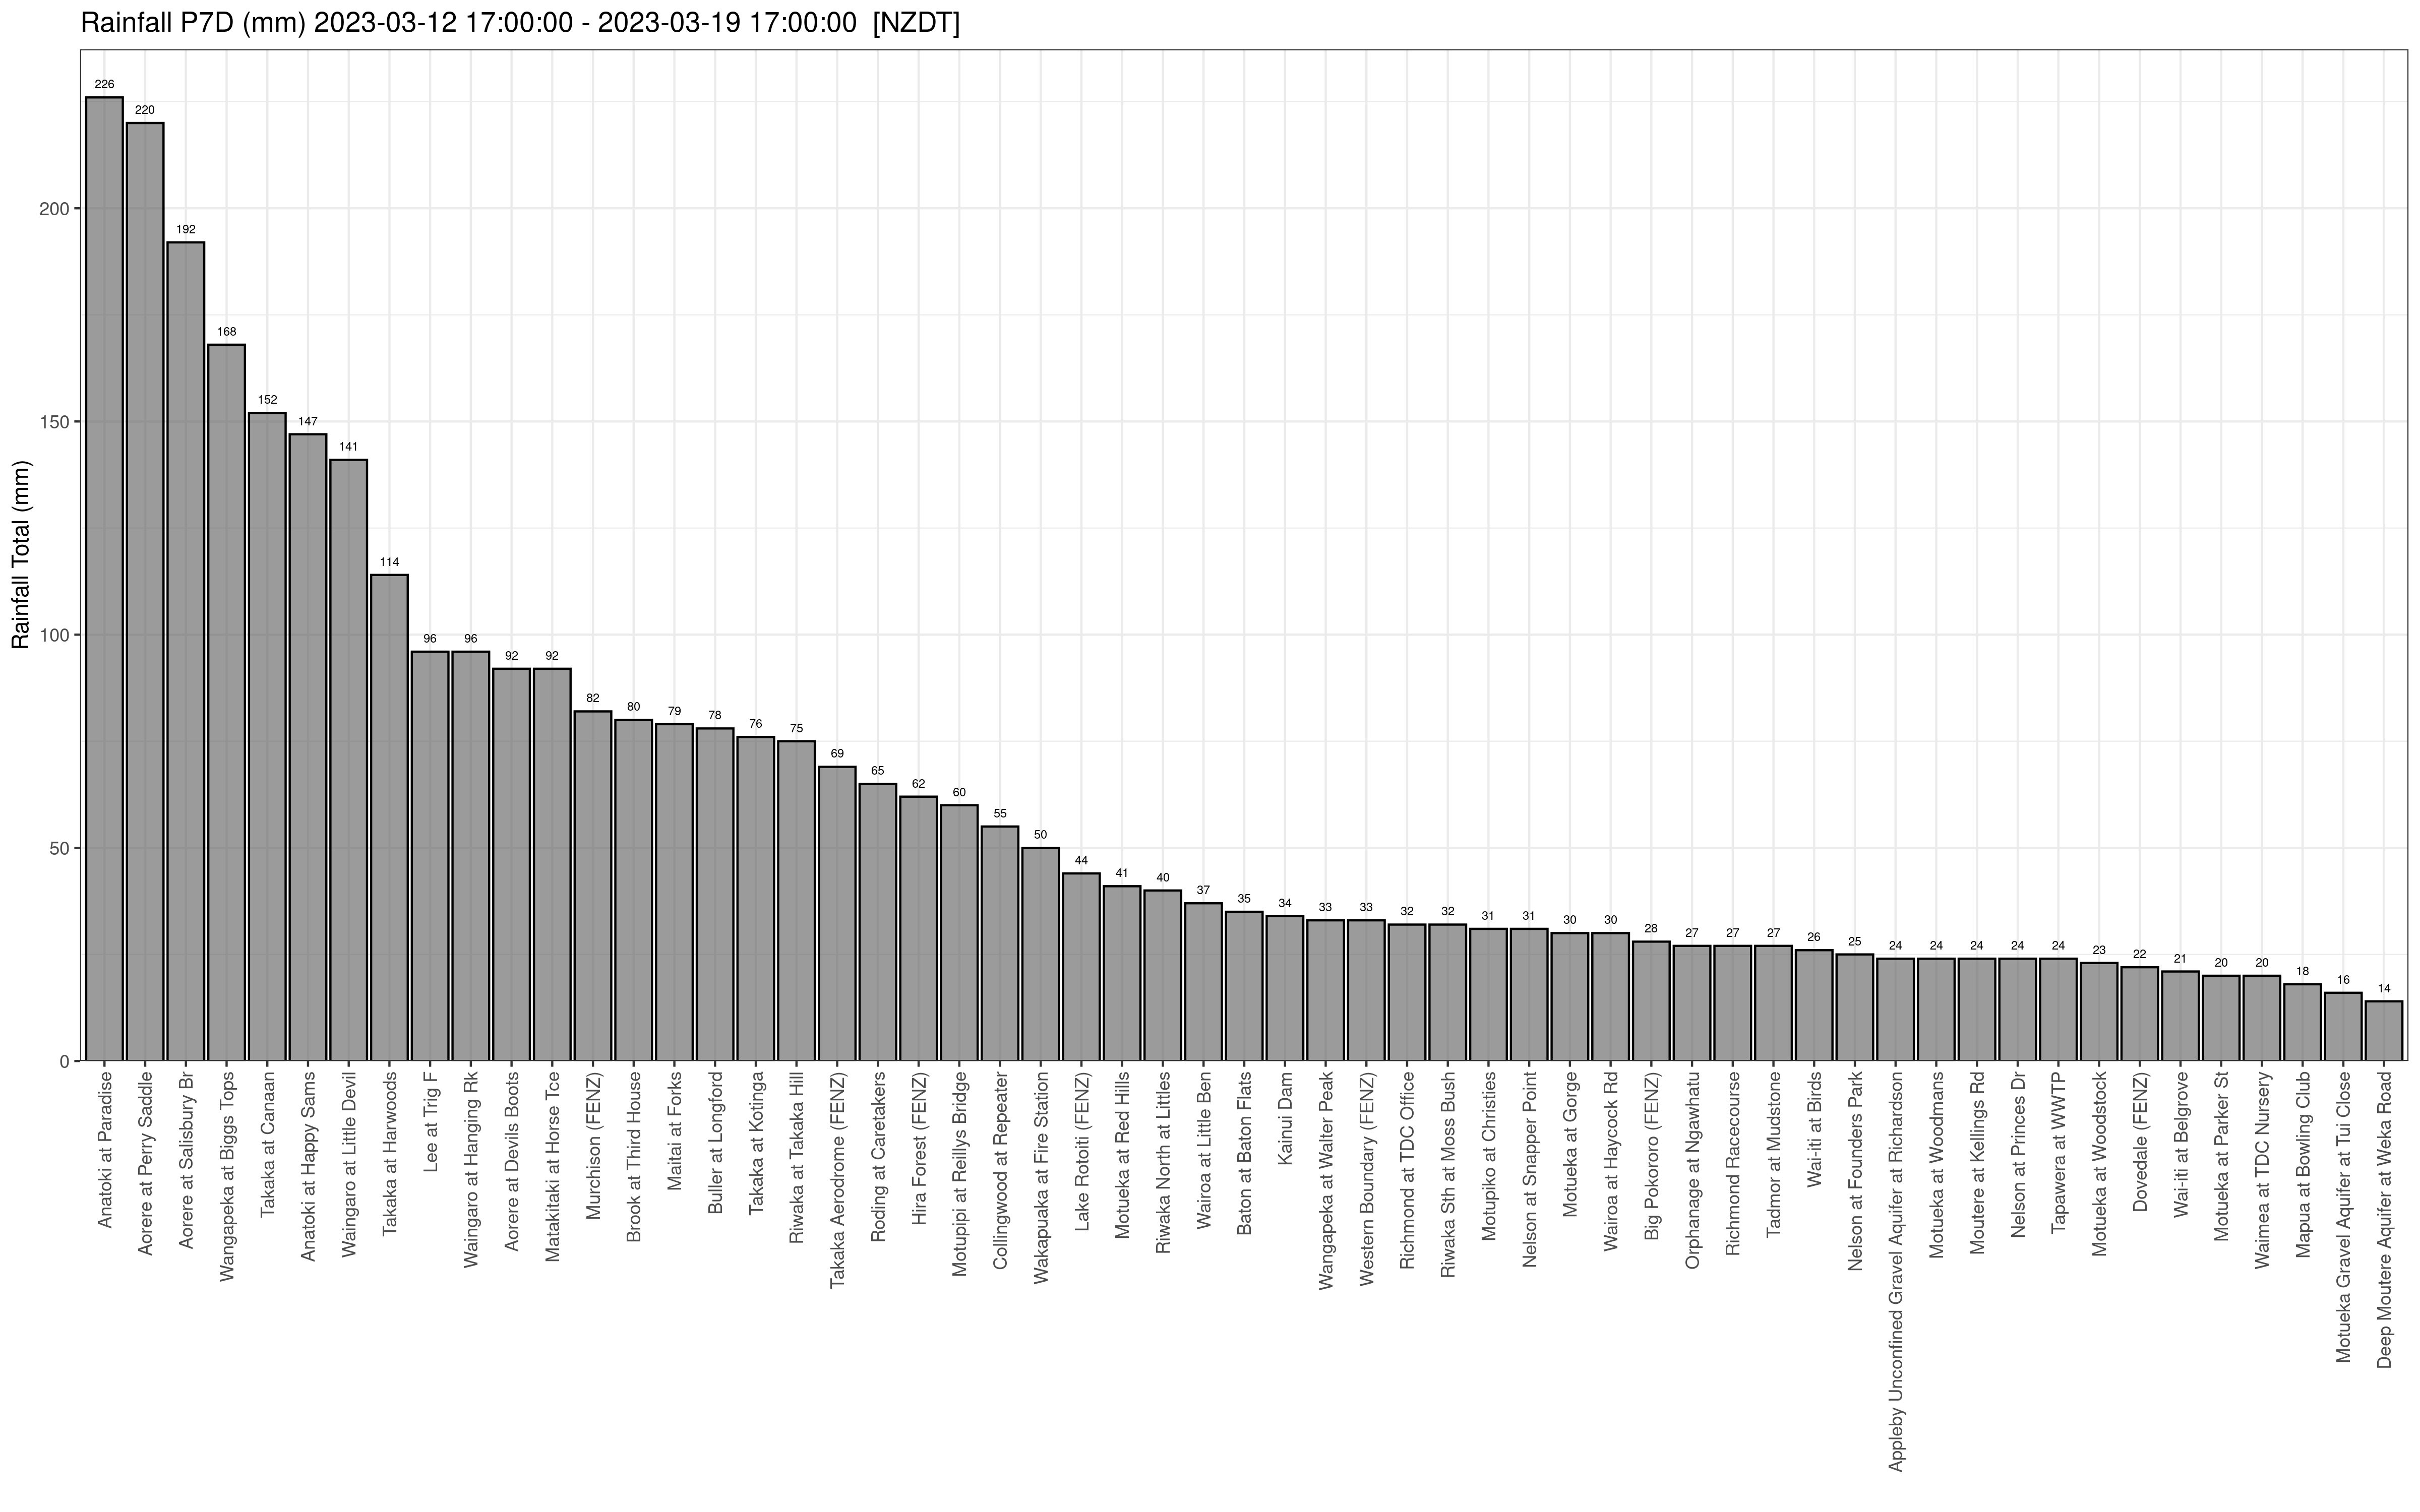 Rainfall P7D (mm) 2023-03-12 17:00:00 - 2023-03-19 17:00:00 [NZDT]
Rainfall Total (mm)
200
150
100
50
0
226
220
192
168
152
147
141
114
96
96
92
92
82
80
79
78
76
75
69
65
62
60
55
50
44
41
40
37
35
34
33
33
32
32
31
31
30
30
28
27
27
27
26
25
24
24
24
24
24
23
22
21
20
20
18
16
14
Anatoki at Paradise
Aorere at Perry Saddle
Aorere at Salisbury Br
Wangapeka at Biggs Tops
Takaka at Canaan
Anatoki at Happy Sams
Waingaro at Little Devil
Takaka at Harwoods
Lee at Trig F
Waingaro at Hanging Rk
Aorere at Devils Boots
Matakitaki at Horse Tce
Murchison (FENZ)
Brook at Third House
Maitai at Forks
Buller at Longford
Takaka at Kotinga
Riwaka at Takaka Hill
Takaka Aerodrome (FENZ)
Roding at Caretakers
Hira Forest (FENZ)
Motupipi at Reillys Bridge
Collingwood at Repeater
Wakapuaka at Fire Station
Lake Rotoiti (FENZ)
Motueka at Red Hills
Riwaka North at Littles
Wairoa at Little Ben
Baton at Baton Flats
Kainui Dam
Wangapeka at Walter Peak
Western Boundary (FENZ)
Richmond at TDC Office
Riwaka Sth at Moss Bush
Motupiko at Christies
Nelson at Snapper Point
Motueka at Gorge
Wairoa at Haycock Rd
Big Pokororo (FENZ)
Orphanage at Ngawhatu
Richmond Racecourse
Tadmor at Mudstone
Wai-iti at Birds
Nelson at Founders Park
Appleby Unconfined Gravel Aquifer at Richardson
Motueka at Woodmans
Moutere at Kellings Rd
Nelson at Princes Dr
Tapawera at WWTP
Motueka at Woodstock
Dovedale (FENZ)
Wai-iti at Belgrove
Motueka at Parker St
Waimea at TDC Nursery
Mapua at Bowling Club
Motueka Gravel Aquifer at Tui Close
Deep Moutere Aquifer at Weka Road